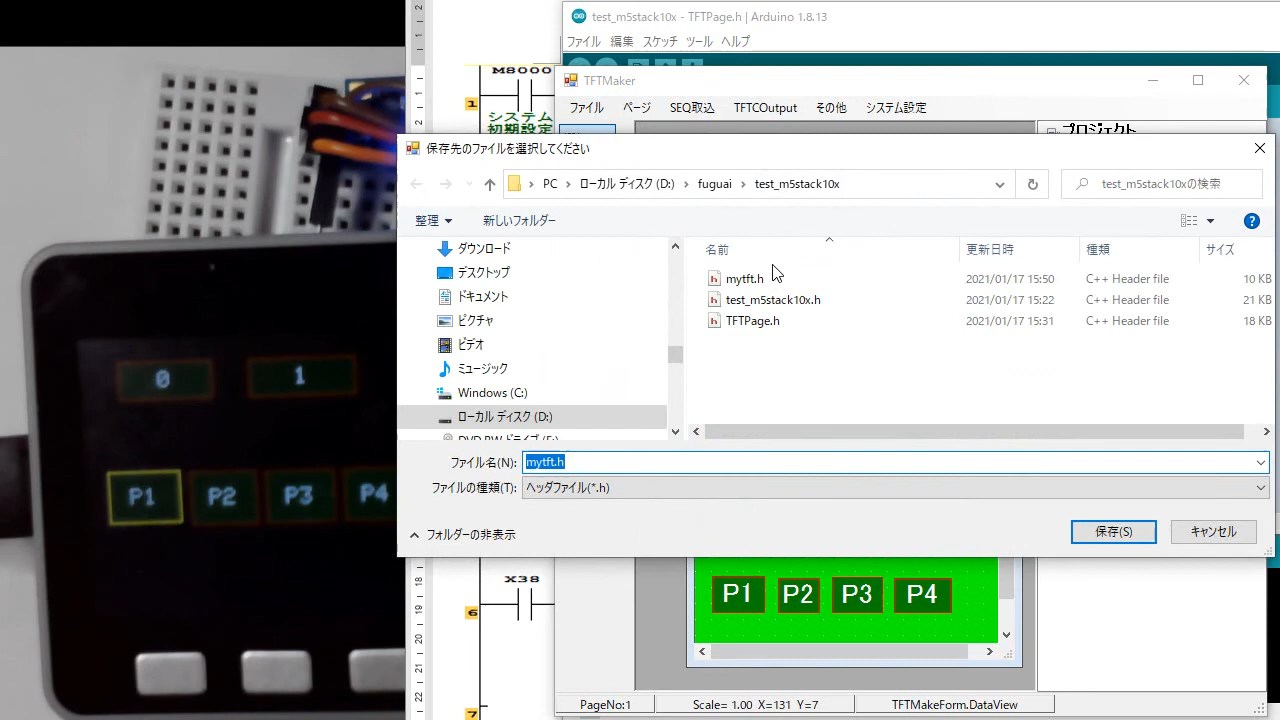 test_m5stack10x - TFTPage.h | Arduino 1.8.13
ファイル 編集 スケッチ ツール ヘルプ
M8000
1
システム
初期設定
TFTMaker
ファイル ページ SEQ取込 TFTCOutput その他 システム設定
プロジェクト
保存先のファイルを選択してください
PC › ローカル ディスク (D:) › fuguai › test_m5stack10x
test_m5stack10xの検索
整理 新しいフォルダー
ダウンロード
デスクトップ
ドキュメント
ピクチャ
ビデオ
ミュージック
Windows (C:)
ローカル ディスク (D:)
名前 更新日時 種類 サイズ
mytft.h 2021/01/17 15:50 C++ Header file 10 KB
test_m5stack10x.h 2021/01/17 15:22 C++ Header file 21 KB
TFTPage.h 2021/01/17 15:31 C++ Header file 18 KB
ファイル名(N): mytft.h
ファイルの種類(T): ヘッダファイル(*.h)
フォルダーの非表示
保存(S) キャンセル
0 1
P1 P2 P3 P4
X38
6
7
18
19
20
21
22
P1 P2 P3 P4
PageNo:1 Scale= 1.00 X=131 Y=7 TFTMakeForm.DataView